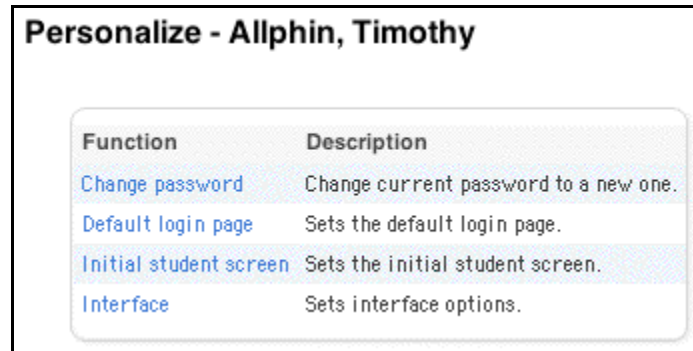 Personalize - Allphin, Timothy
Function Description
Change password Change current password to a new one.
Default login page Sets the default login page.
Initial student screen Sets the initial student screen.
Interface Sets interface options.